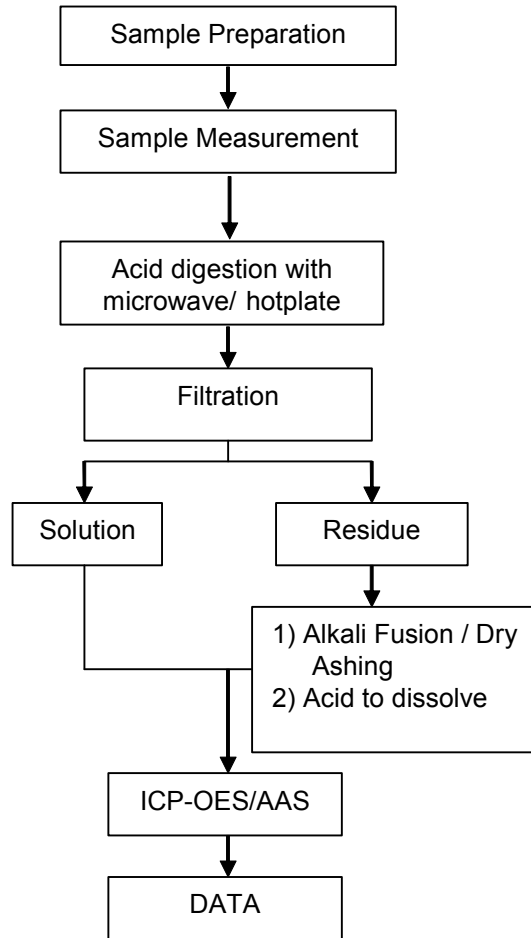 Sample Preparation
Sample Measurement
Acid digestion with
microwave/ hotplate
Filtration
Solution
Residue
1) Alkali Fusion / Dry
Ashing
2) Acid to dissolve
ICP-OES/AAS
DATA